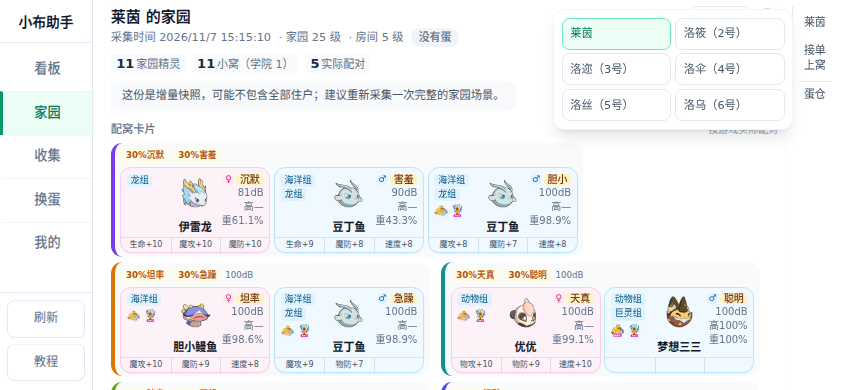 小布助手
看板
家园
收集
换蛋
我的
刷新
教程
莱茵 的家园
采集时间 2026/11/7 15:15:10 · 家园 25 级 · 房间 5 级 没有蛋
11 家园精灵 11 小窝（学院 1） 5 实际配对
这份是增量快照，可能不包含全部住户；建议重新采集一次完整的家园场景。
配窝卡片
莱茵 洛筱（2号）
洛迩（3号） 洛伞（4号）
洛丝（5号） 洛乌（6号）
莱茵
接单
上窝
蛋仓
30%沉默 30%害羞
龙组 ♀ 沉默
81dB
高—
重61.1%
伊雷龙
生命+10 魔攻+10 魔防+10
海洋组 龙组 ♂ 害羞
90dB
高—
重43.3%
豆丁鱼
生命+9 魔防+8 速度+8
海洋组 龙组 ♂ 胆小
100dB
高—
重98.9%
豆丁鱼
魔攻+8 魔防+7 速度+8
30%坦率 30%急躁 100dB
海洋组 ♀ 坦率
100dB
高—
重98.6%
胆小鳗鱼
魔攻+10 魔防+9 速度+8
海洋组 龙组 ♂ 急躁
100dB
高—
重98.9%
豆丁鱼
魔攻+9 物防+7
30%天真 30%聪明 100dB
动物组 ♀ 天真
100dB
高—
重99.1%
优优
物攻+10 物防+9 速度+10
动物组 巨灵组 ♂ 聪明
100dB
高100%
重100%
梦想三三